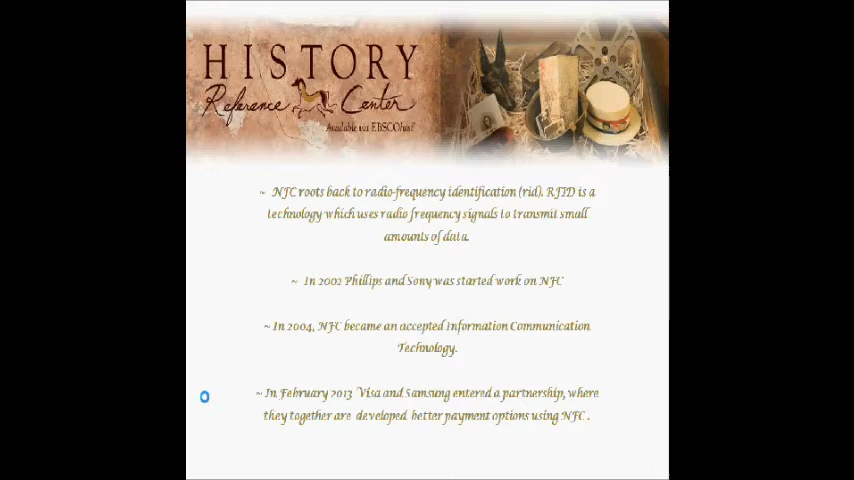 HISTORY
Reference Center
Available via EBSCOhost
~ NFC roots back to radio-frequency identification (rid). RFID is a
technology which uses radio frequency signals to transmit small
amounts of data.
~ In 2002 Phillips and Sony was started work on NFC
~ In 2004, NFC became an accepted Information Communication
Technology.
~ In February 2013 Visa and Samsung entered a partnership, where
they together are developed better payment options using NFC .